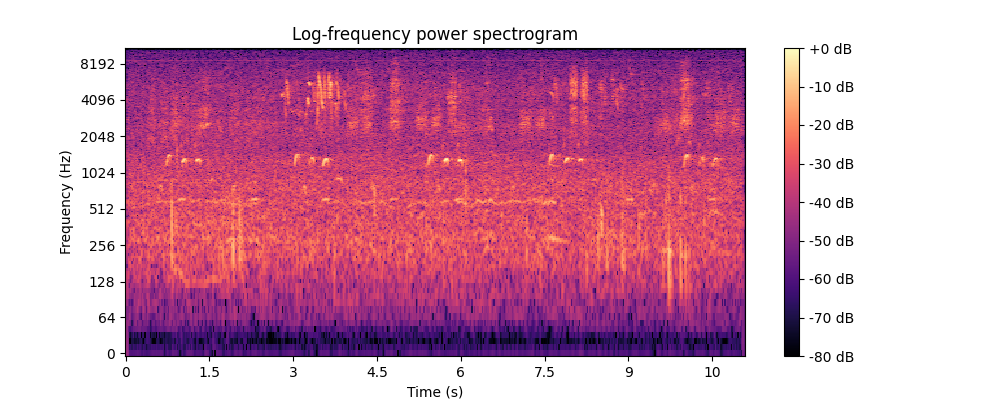 Log-frequency power spectrogram
Frequency (Hz)
8192
4096
2048
1024
512
256
128
64
0
0 1.5 3 4.5 6 7.5 9 10
Time (s)
+0 dB
-10 dB
-20 dB
-30 dB
-40 dB
-50 dB
-60 dB
-70 dB
-80 dB